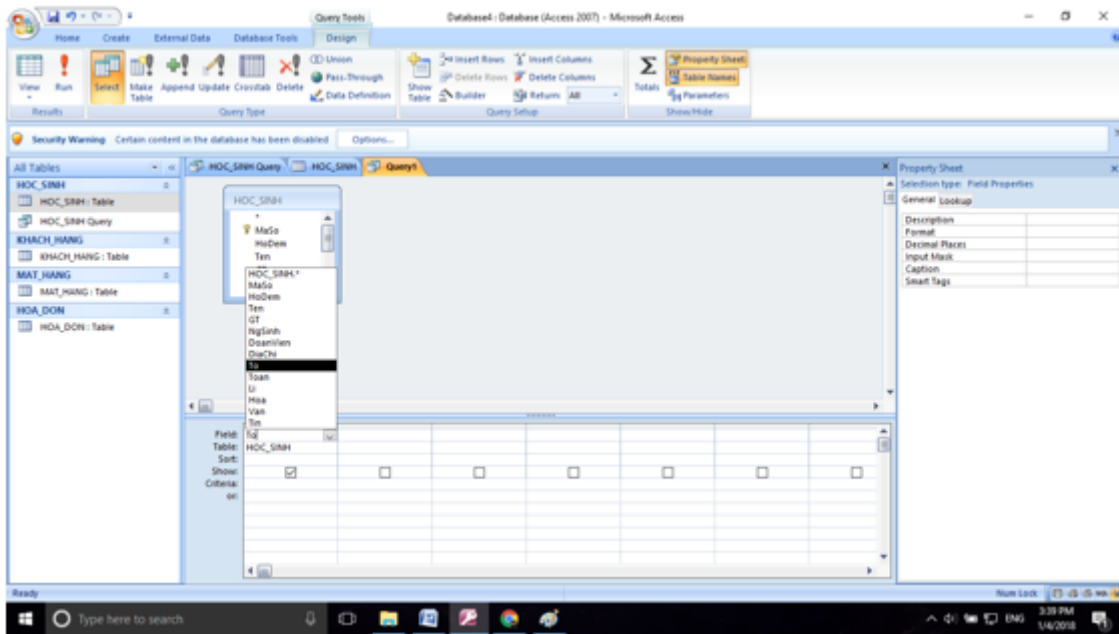 Query Tools
Database4 : Database (Access 2007) - Microsoft Access
Home Create External Data Database Tools Design
View Run Select Make Table Append Update Crosstab Delete
Union
Pass-Through
Data Definition
Show Table
Insert Rows
Delete Rows
Builder
Insert Columns
Delete Columns
Return: All
Totals
Property Sheet
Table Names
Parameters
Results Query Type Query Setup Show/Hide
Security Warning Certain content in the database has been disabled Options...
All Tables
HOC_SINH
HOC_SINH : Table
HOC_SINH Query
KHACH_HANG
KHACH_HANG : Table
MAT_HANG
MAT_HANG : Table
HOA_DON
HOA_DON : Table
HOC_SINH Query HOC_SINH Query1
HOC_SINH
*
MaSo
HoDem
Ten
HOC_SINH.*
MaSo
HoDem
Ten
GT
NgSinh
DoanVien
DiaChi
To
Toan
Li
Hoa
Van
Tin
Field: To
Table: HOC_SINH
Sort:
Show:
Criteria:
or:
Property Sheet
Selection type: Field Properties
General Lookup
Description
Format
Decimal Places
Input Mask
Caption
Smart Tags
Ready
Num Lock
Type here to search
ENG
3:39 PM
1/4/2018